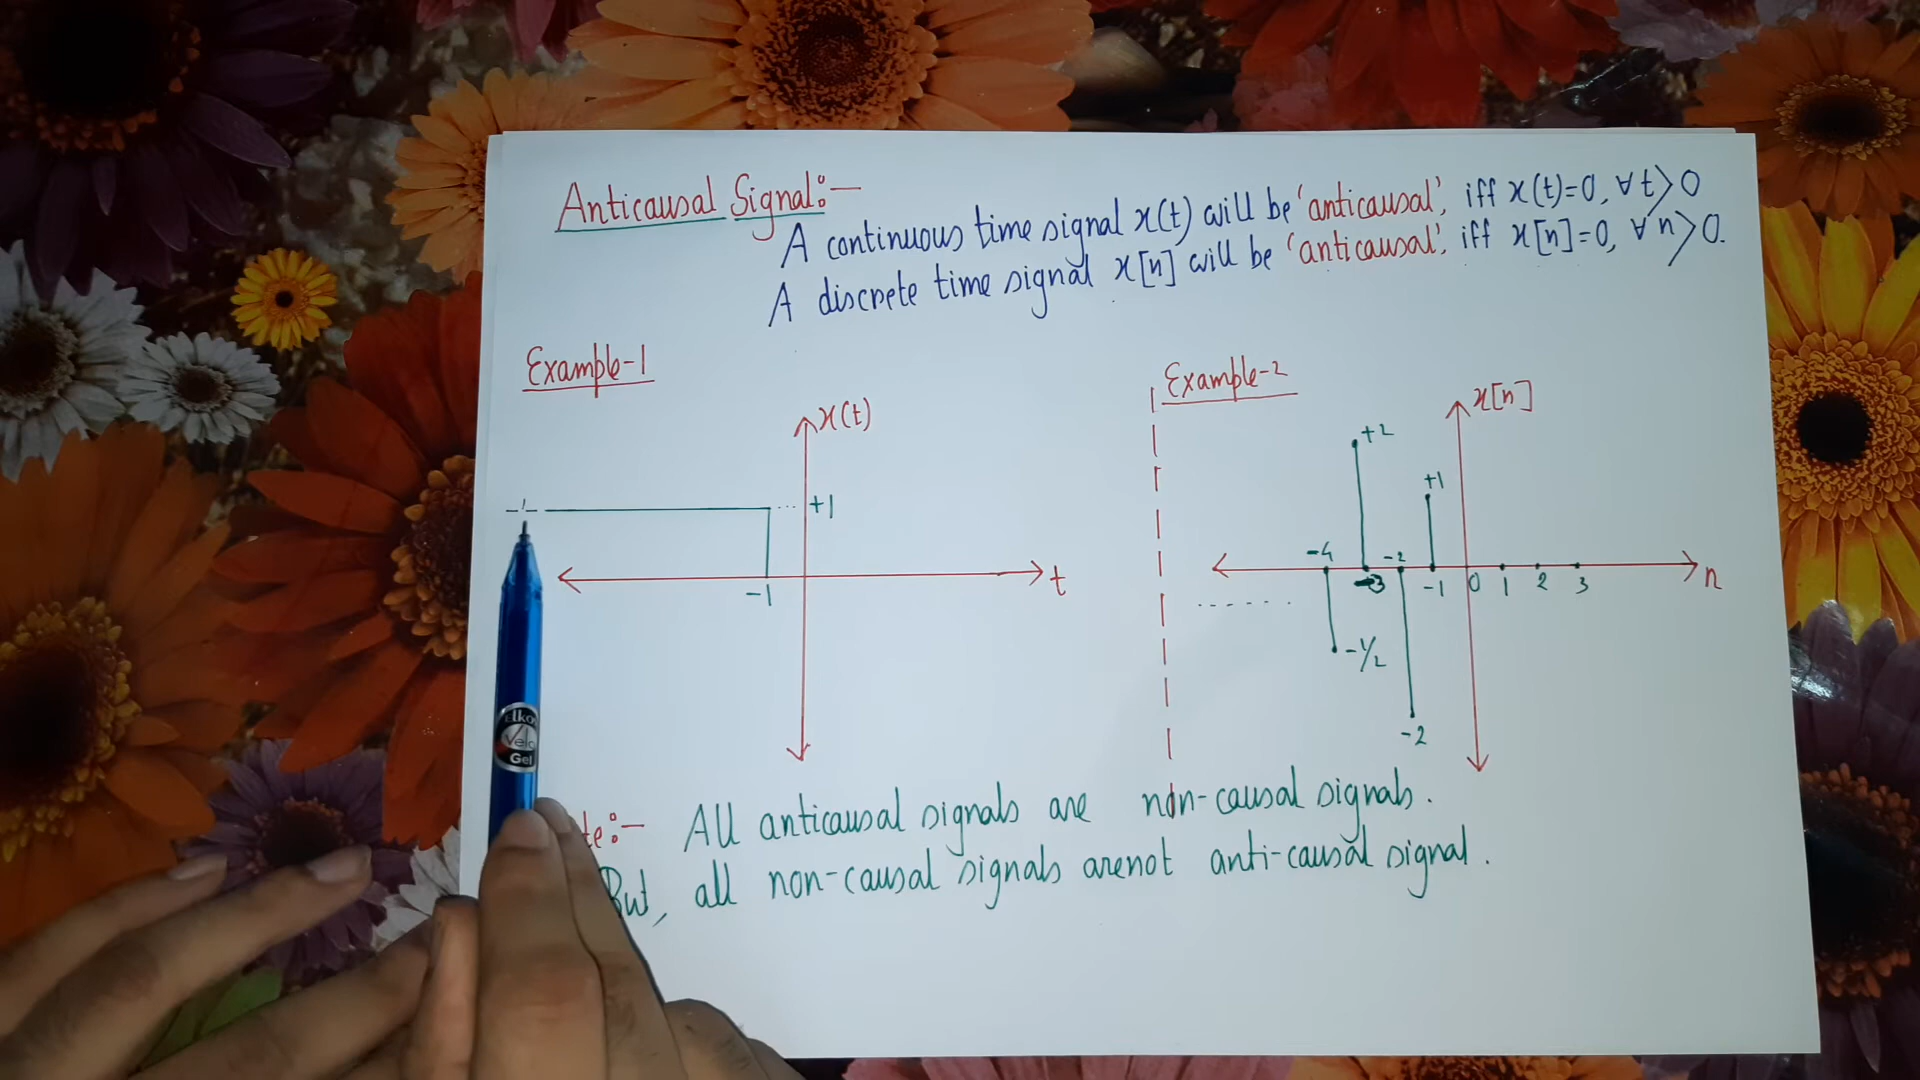 Anticausal Signal:-
A continuous time signal x(t) will be 'anticausal', iff x(t)=0, ∀ t>0
A discrete time signal x[n] will be 'anticausal', iff x[n]=0, ∀ n>0.
Example-1
x(t)
+1
-1
t
Example-2
x[n]
+2
+1
-4
-3
-2
-1
0
1
2
3
n
-1/2
-2
te:- All anticausal signals are non-causal signals.
But, all non-causal signals are not anti-causal signal.
Elkos
Velo
Gel